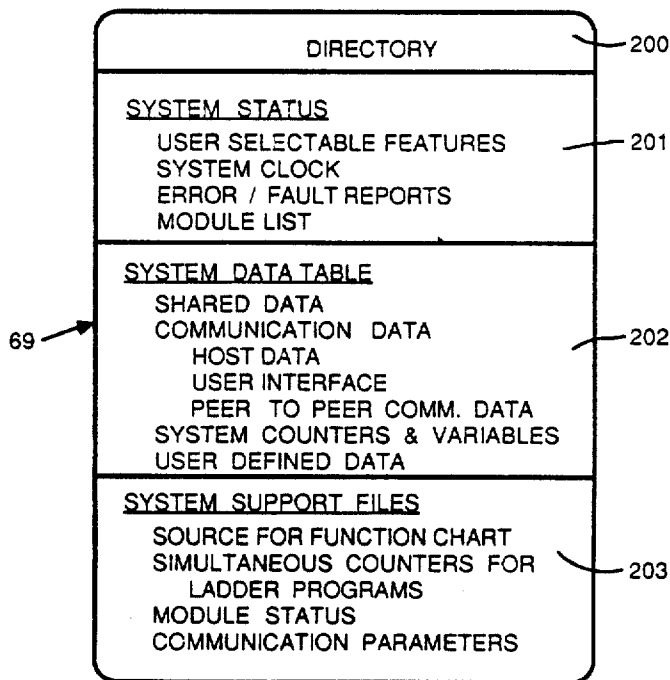 DIRECTORY
200
SYSTEM STATUS
201
USER SELECTABLE FEATURES
SYSTEM CLOCK
ERROR / FAULT REPORTS
MODULE LIST
SYSTEM DATA TABLE
SHARED DATA
69
COMMUNICATION DATA
202
HOST DATA
USER INTERFACE
PEER TO PEER COMM. DATA
SYSTEM COUNTERS & VARIABLES
USER DEFINED DATA
SYSTEM SUPPORT FILES
SOURCE FOR FUNCTION CHART
SIMULTANEOUS COUNTERS FOR
203
LADDER PROGRAMS
MODULE STATUS
COMMUNICATION PARAMETERS